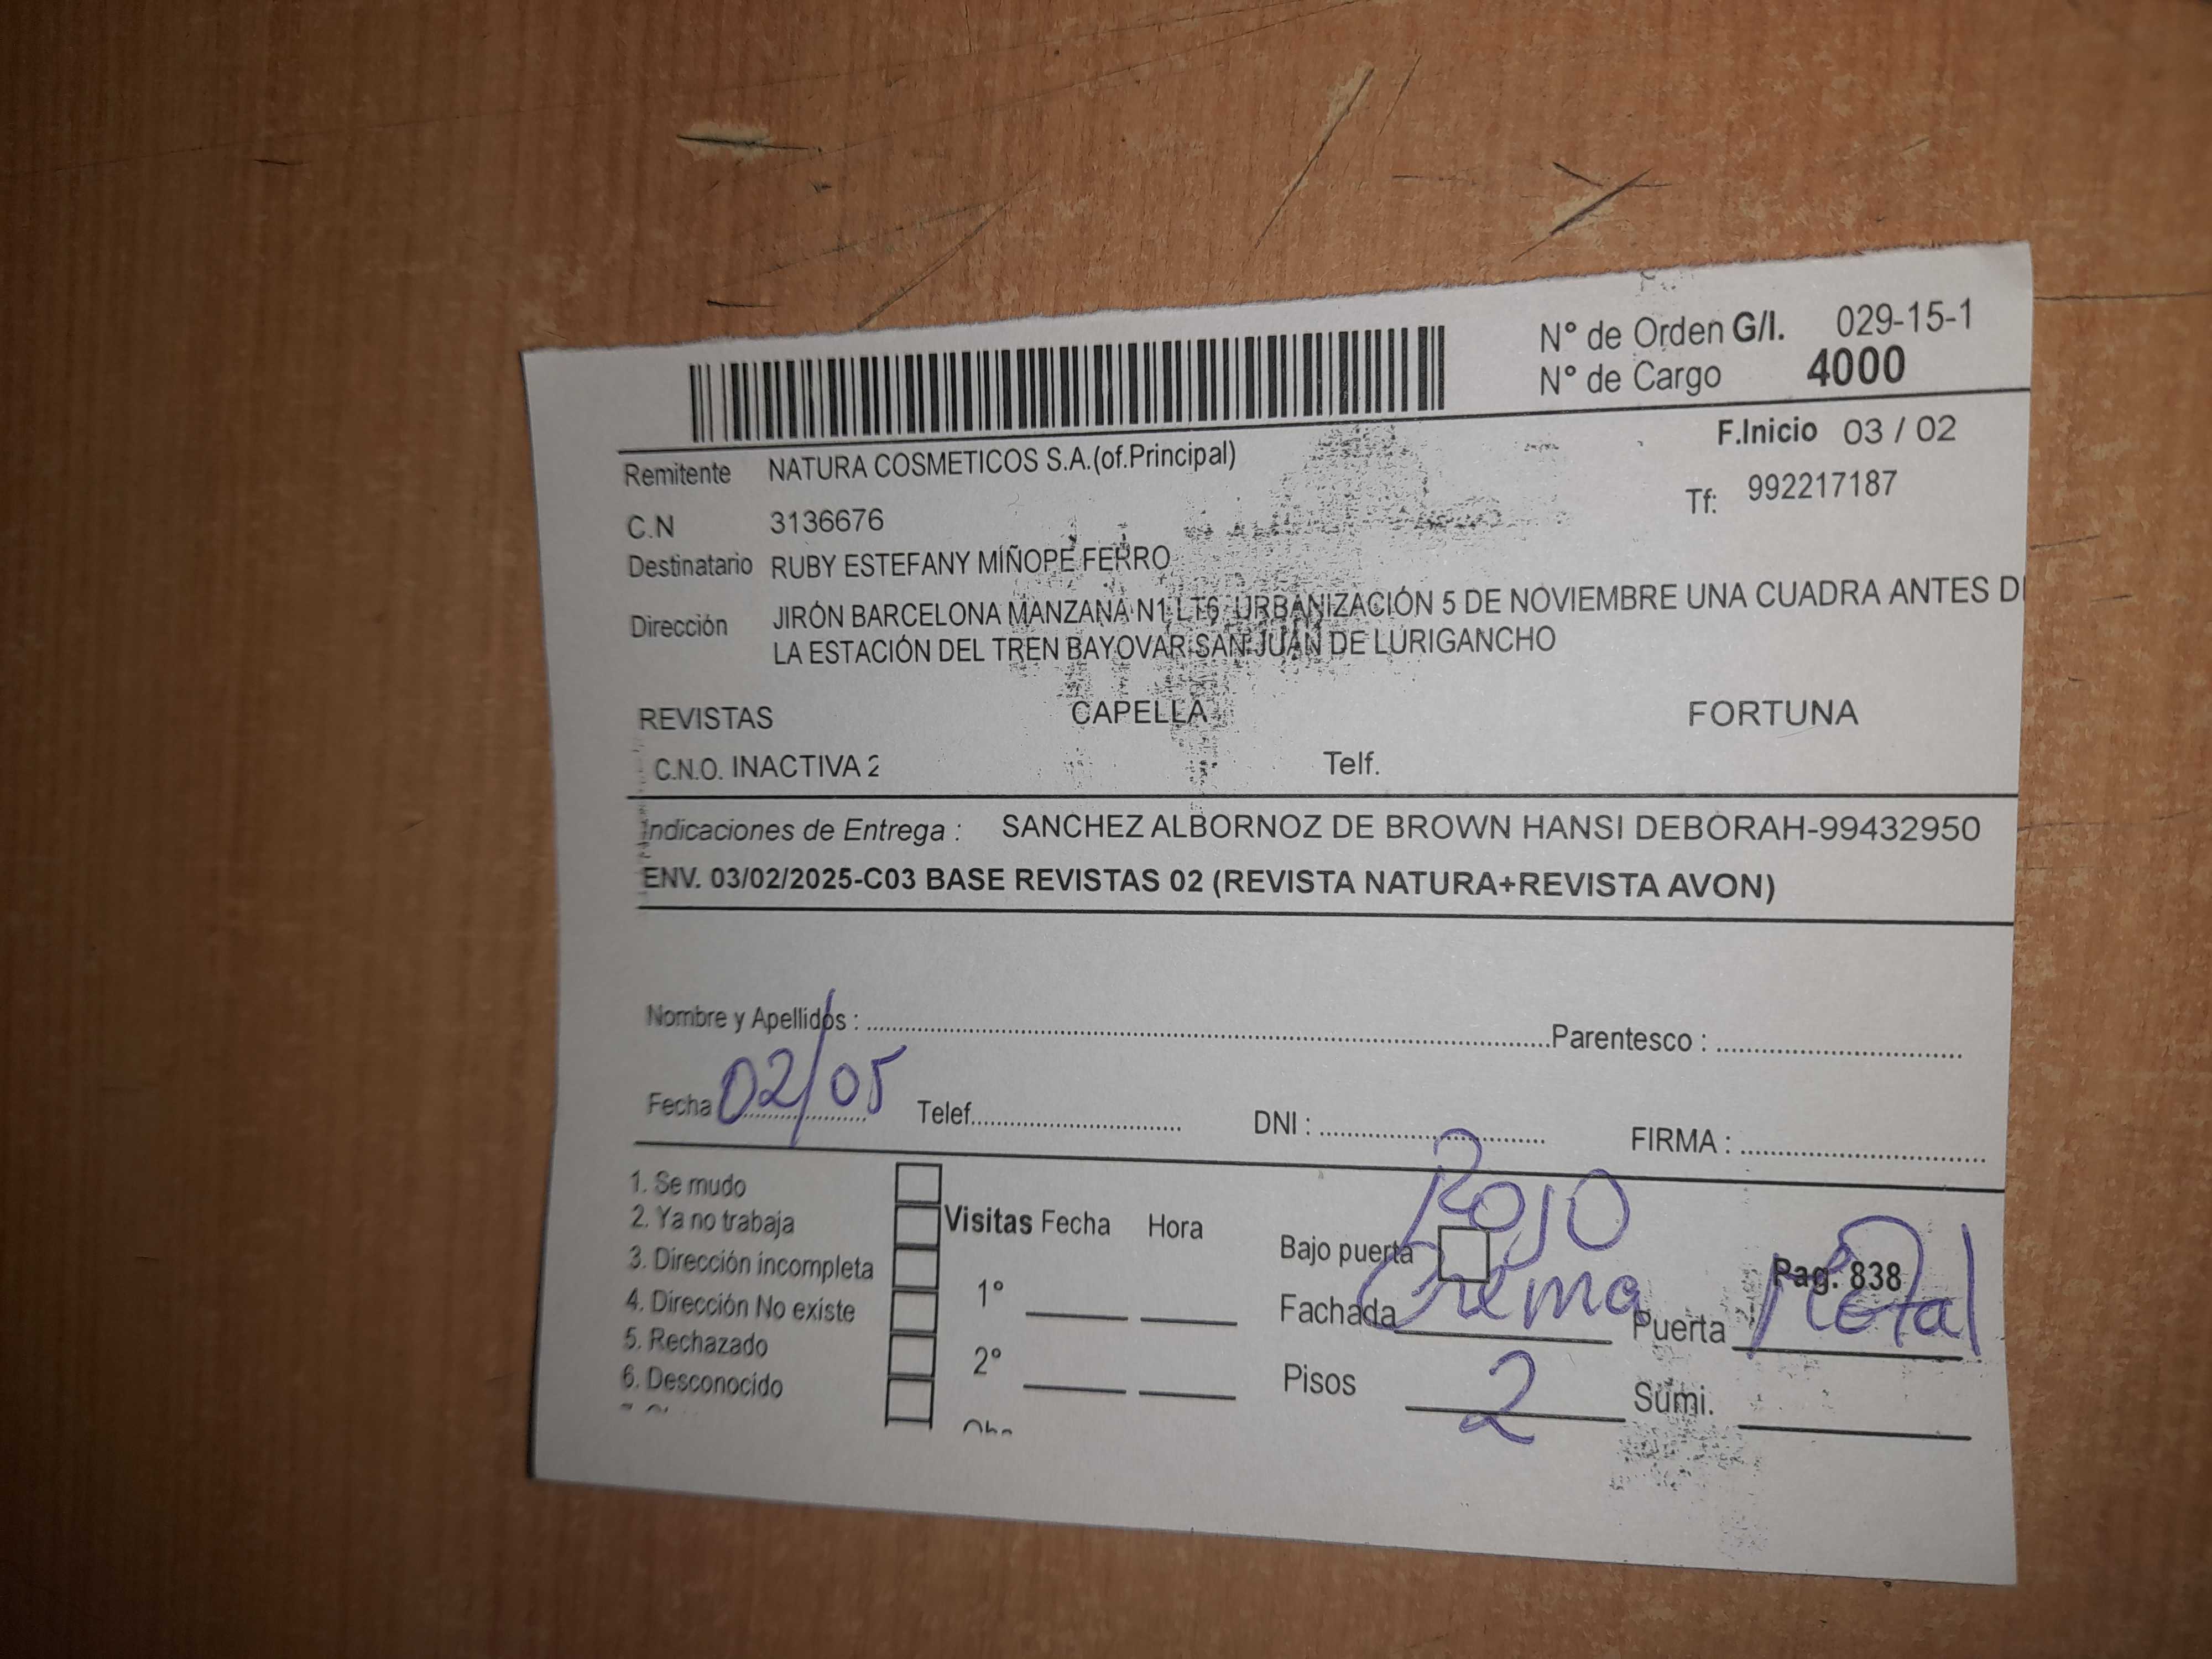 N° de Orden G/I. 029-15-1
N° de Cargo 4000
F.Inicio 03 / 02
Remitente NATURA COSMETICOS S.A.(of.Principal)
Tf: 992217187
C.N 3136676
Destinatario RUBY ESTEFANY MIÑOPE FERRO
Dirección JIRÓN BARCELONA MANZANA N1 LT6, URBANIZACIÓN 5 DE NOVIEMBRE UNA CUADRA ANTES D
LA ESTACIÓN DEL TREN BAYOVAR SAN JUAN DE LURIGANCHO
REVISTAS CAPELLA FORTUNA
C.N.O. INACTIVA 2 Telf.
Indicaciones de Entrega : SANCHEZ ALBORNOZ DE BROWN HANSI DEBORAH-99432950
ENV. 03/02/2025-C03 BASE REVISTAS 02 (REVISTA NATURA+REVISTA AVON)
Nombre y Apellidos : Parentesco :
Fecha 02/05 Telef. DNI : FIRMA :
1. Se mudo
2. Ya no trabaja
3. Dirección incompleta
4. Dirección No existe
5. Rechazado
6. Desconocido
Visitas Fecha Hora
1°
2°
Rojo
Bajo puerta Pag. 838
Fachada Crema Puerta Metal
Pisos 2 Sumi.